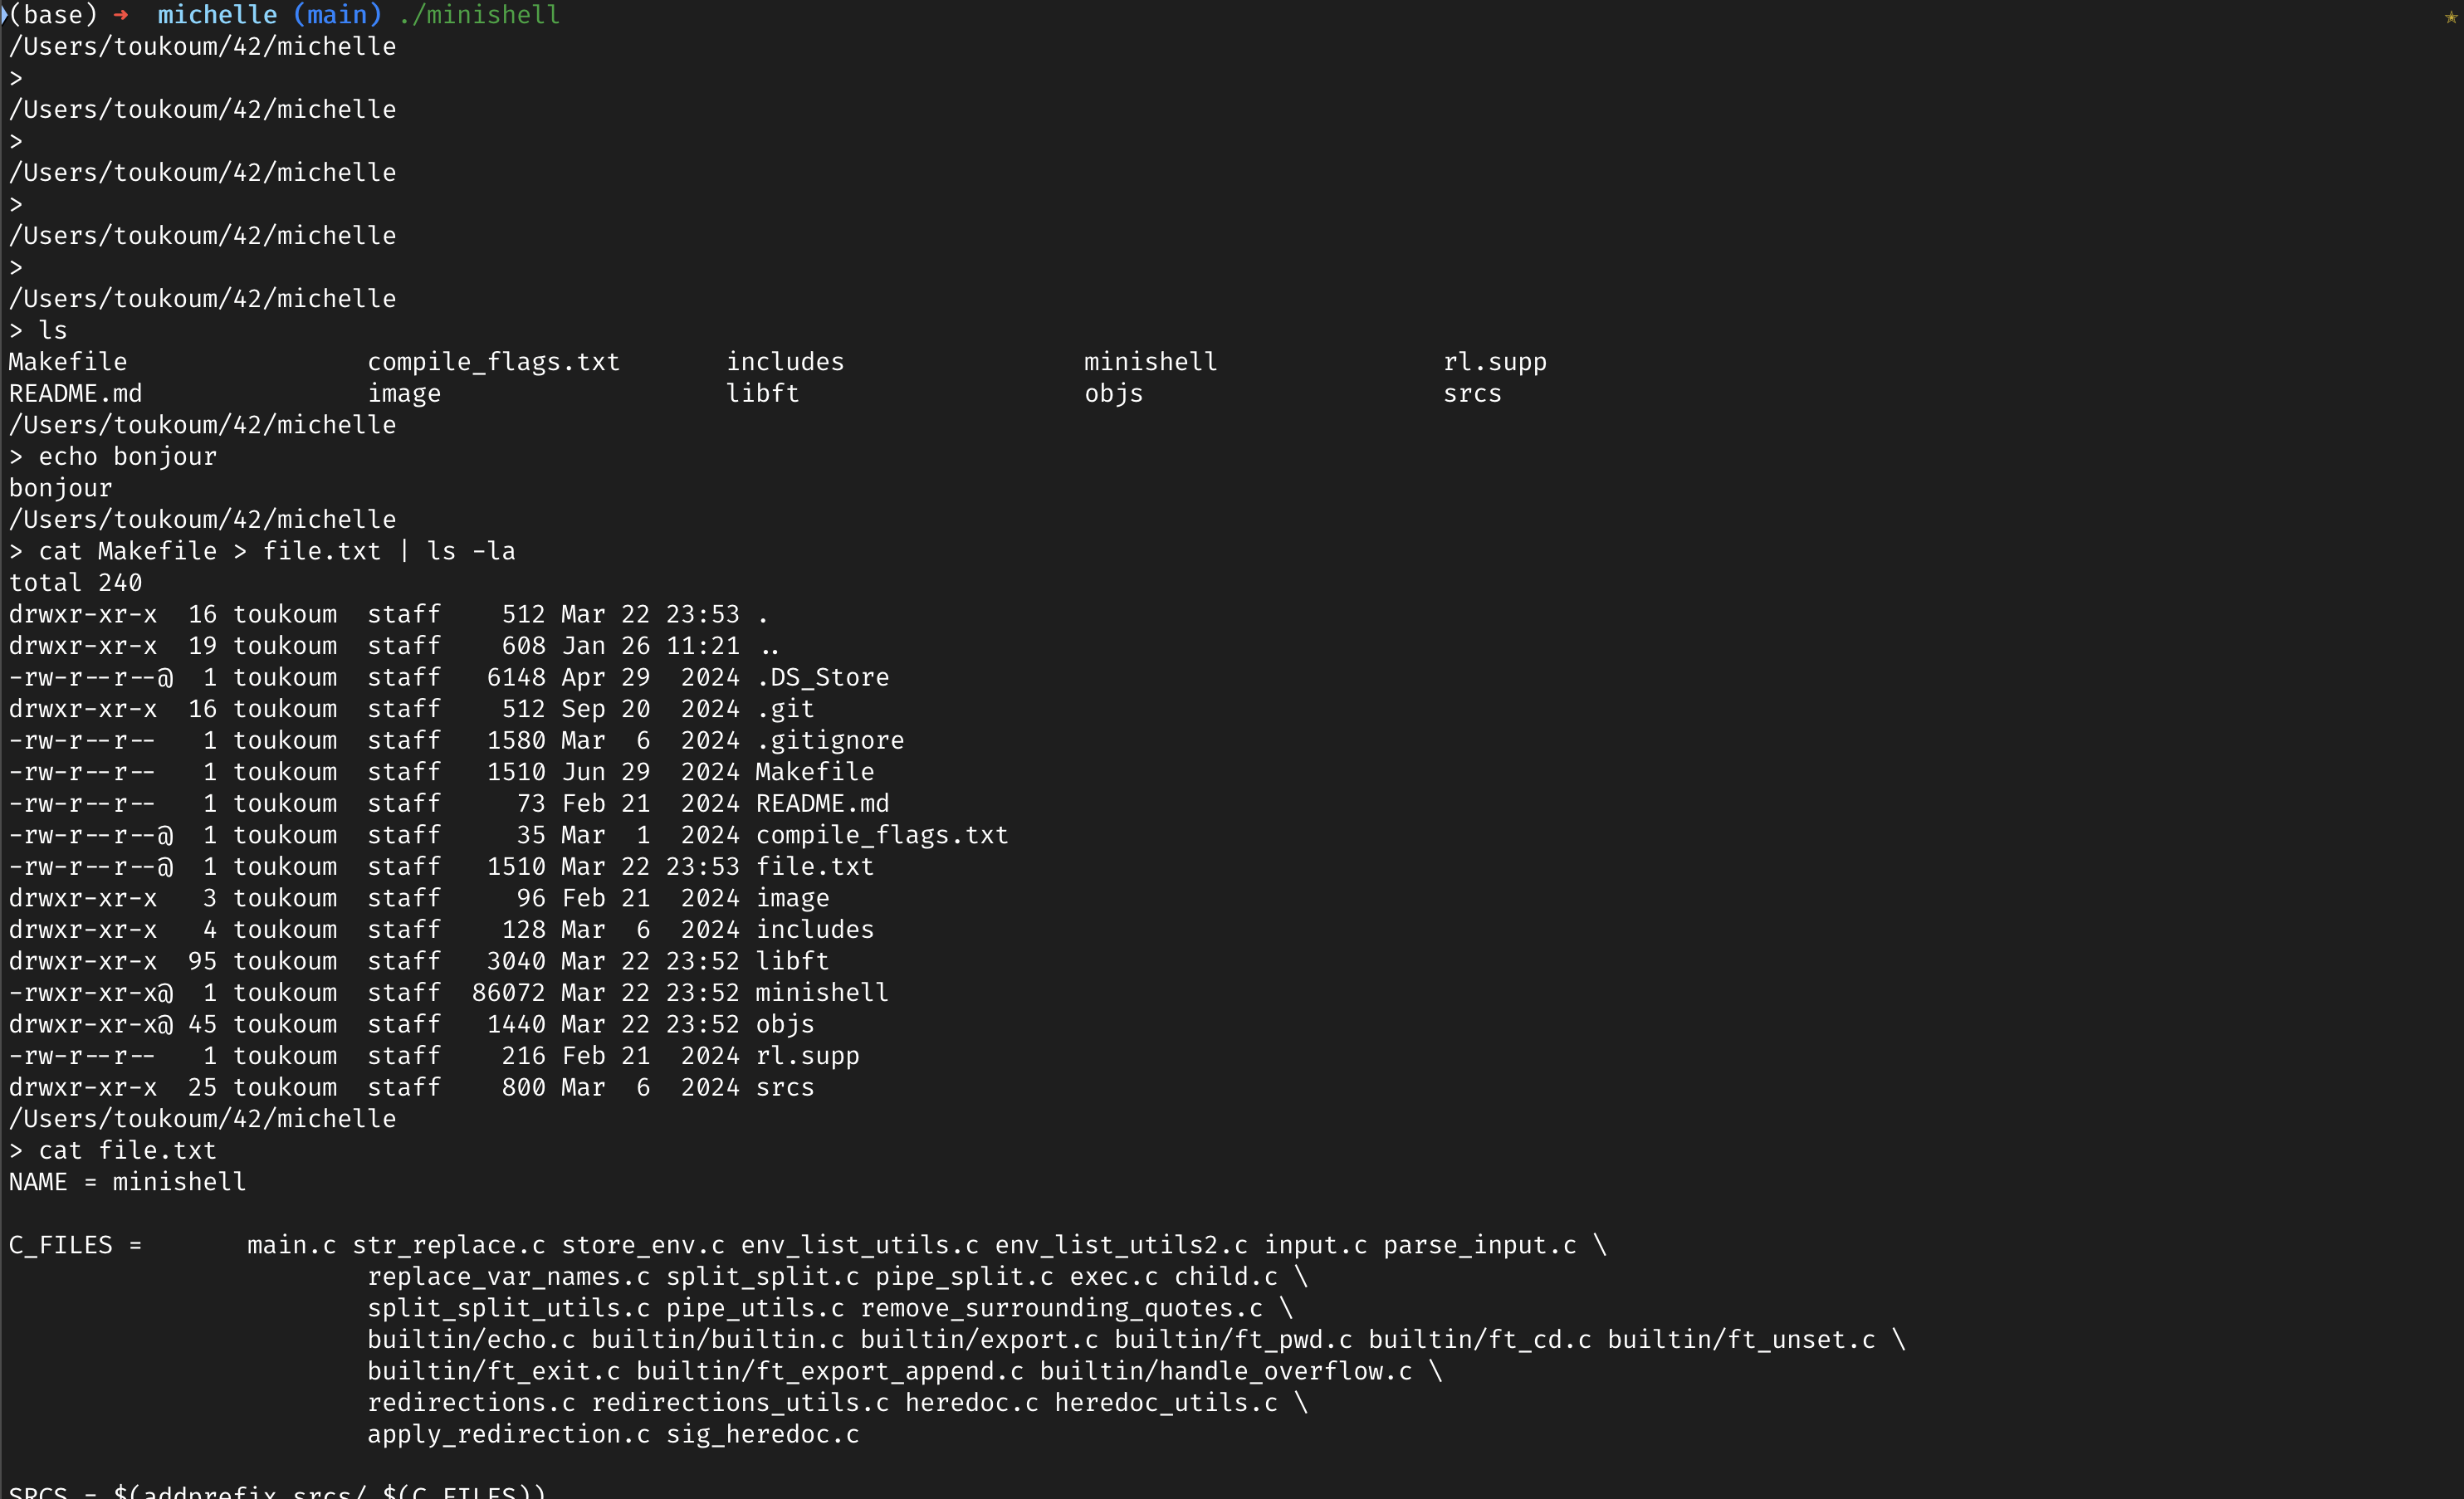 (base) ➜  michelle (main) ./minishell
/Users/toukoum/42/michelle
>
/Users/toukoum/42/michelle
>
/Users/toukoum/42/michelle
>
/Users/toukoum/42/michelle
>
/Users/toukoum/42/michelle
> ls
Makefile                compile_flags.txt       includes                minishell               rl.supp
README.md               image                   libft                   objs                    srcs
/Users/toukoum/42/michelle
> echo bonjour
bonjour
/Users/toukoum/42/michelle
> cat Makefile > file.txt | ls -la
total 240
drwxr-xr-x  16 toukoum  staff    512 Mar 22 23:53 .
drwxr-xr-x  19 toukoum  staff    608 Jan 26 11:21 ..
-rw-r--r--@  1 toukoum  staff   6148 Apr 29  2024 .DS_Store
drwxr-xr-x  16 toukoum  staff    512 Sep 20  2024 .git
-rw-r--r--   1 toukoum  staff   1580 Mar  6  2024 .gitignore
-rw-r--r--   1 toukoum  staff   1510 Jun 29  2024 Makefile
-rw-r--r--   1 toukoum  staff     73 Feb 21  2024 README.md
-rw-r--r--@  1 toukoum  staff     35 Mar  1  2024 compile_flags.txt
-rw-r--r--@  1 toukoum  staff   1510 Mar 22 23:53 file.txt
drwxr-xr-x   3 toukoum  staff     96 Feb 21  2024 image
drwxr-xr-x   4 toukoum  staff    128 Mar  6  2024 includes
drwxr-xr-x  95 toukoum  staff   3040 Mar 22 23:52 libft
-rwxr-xr-x@  1 toukoum  staff  86072 Mar 22 23:52 minishell
drwxr-xr-x@ 45 toukoum  staff   1440 Mar 22 23:52 objs
-rw-r--r--   1 toukoum  staff    216 Feb 21  2024 rl.supp
drwxr-xr-x  25 toukoum  staff    800 Mar  6  2024 srcs
/Users/toukoum/42/michelle
> cat file.txt
NAME = minishell
C_FILES =       main.c str_replace.c store_env.c env_list_utils.c env_list_utils2.c input.c parse_input.c \
                        replace_var_names.c split_split.c pipe_split.c exec.c child.c \
                        split_split_utils.c pipe_utils.c remove_surrounding_quotes.c \
                        builtin/echo.c builtin/builtin.c builtin/export.c builtin/ft_pwd.c builtin/ft_cd.c builtin/ft_unset.c \
                        builtin/ft_exit.c builtin/ft_export_append.c builtin/handle_overflow.c \
                        redirections.c redirections_utils.c heredoc.c heredoc_utils.c \
                        apply_redirection.c sig_heredoc.c
SRCS = $(addprefix srcs/ $(C_FILES))